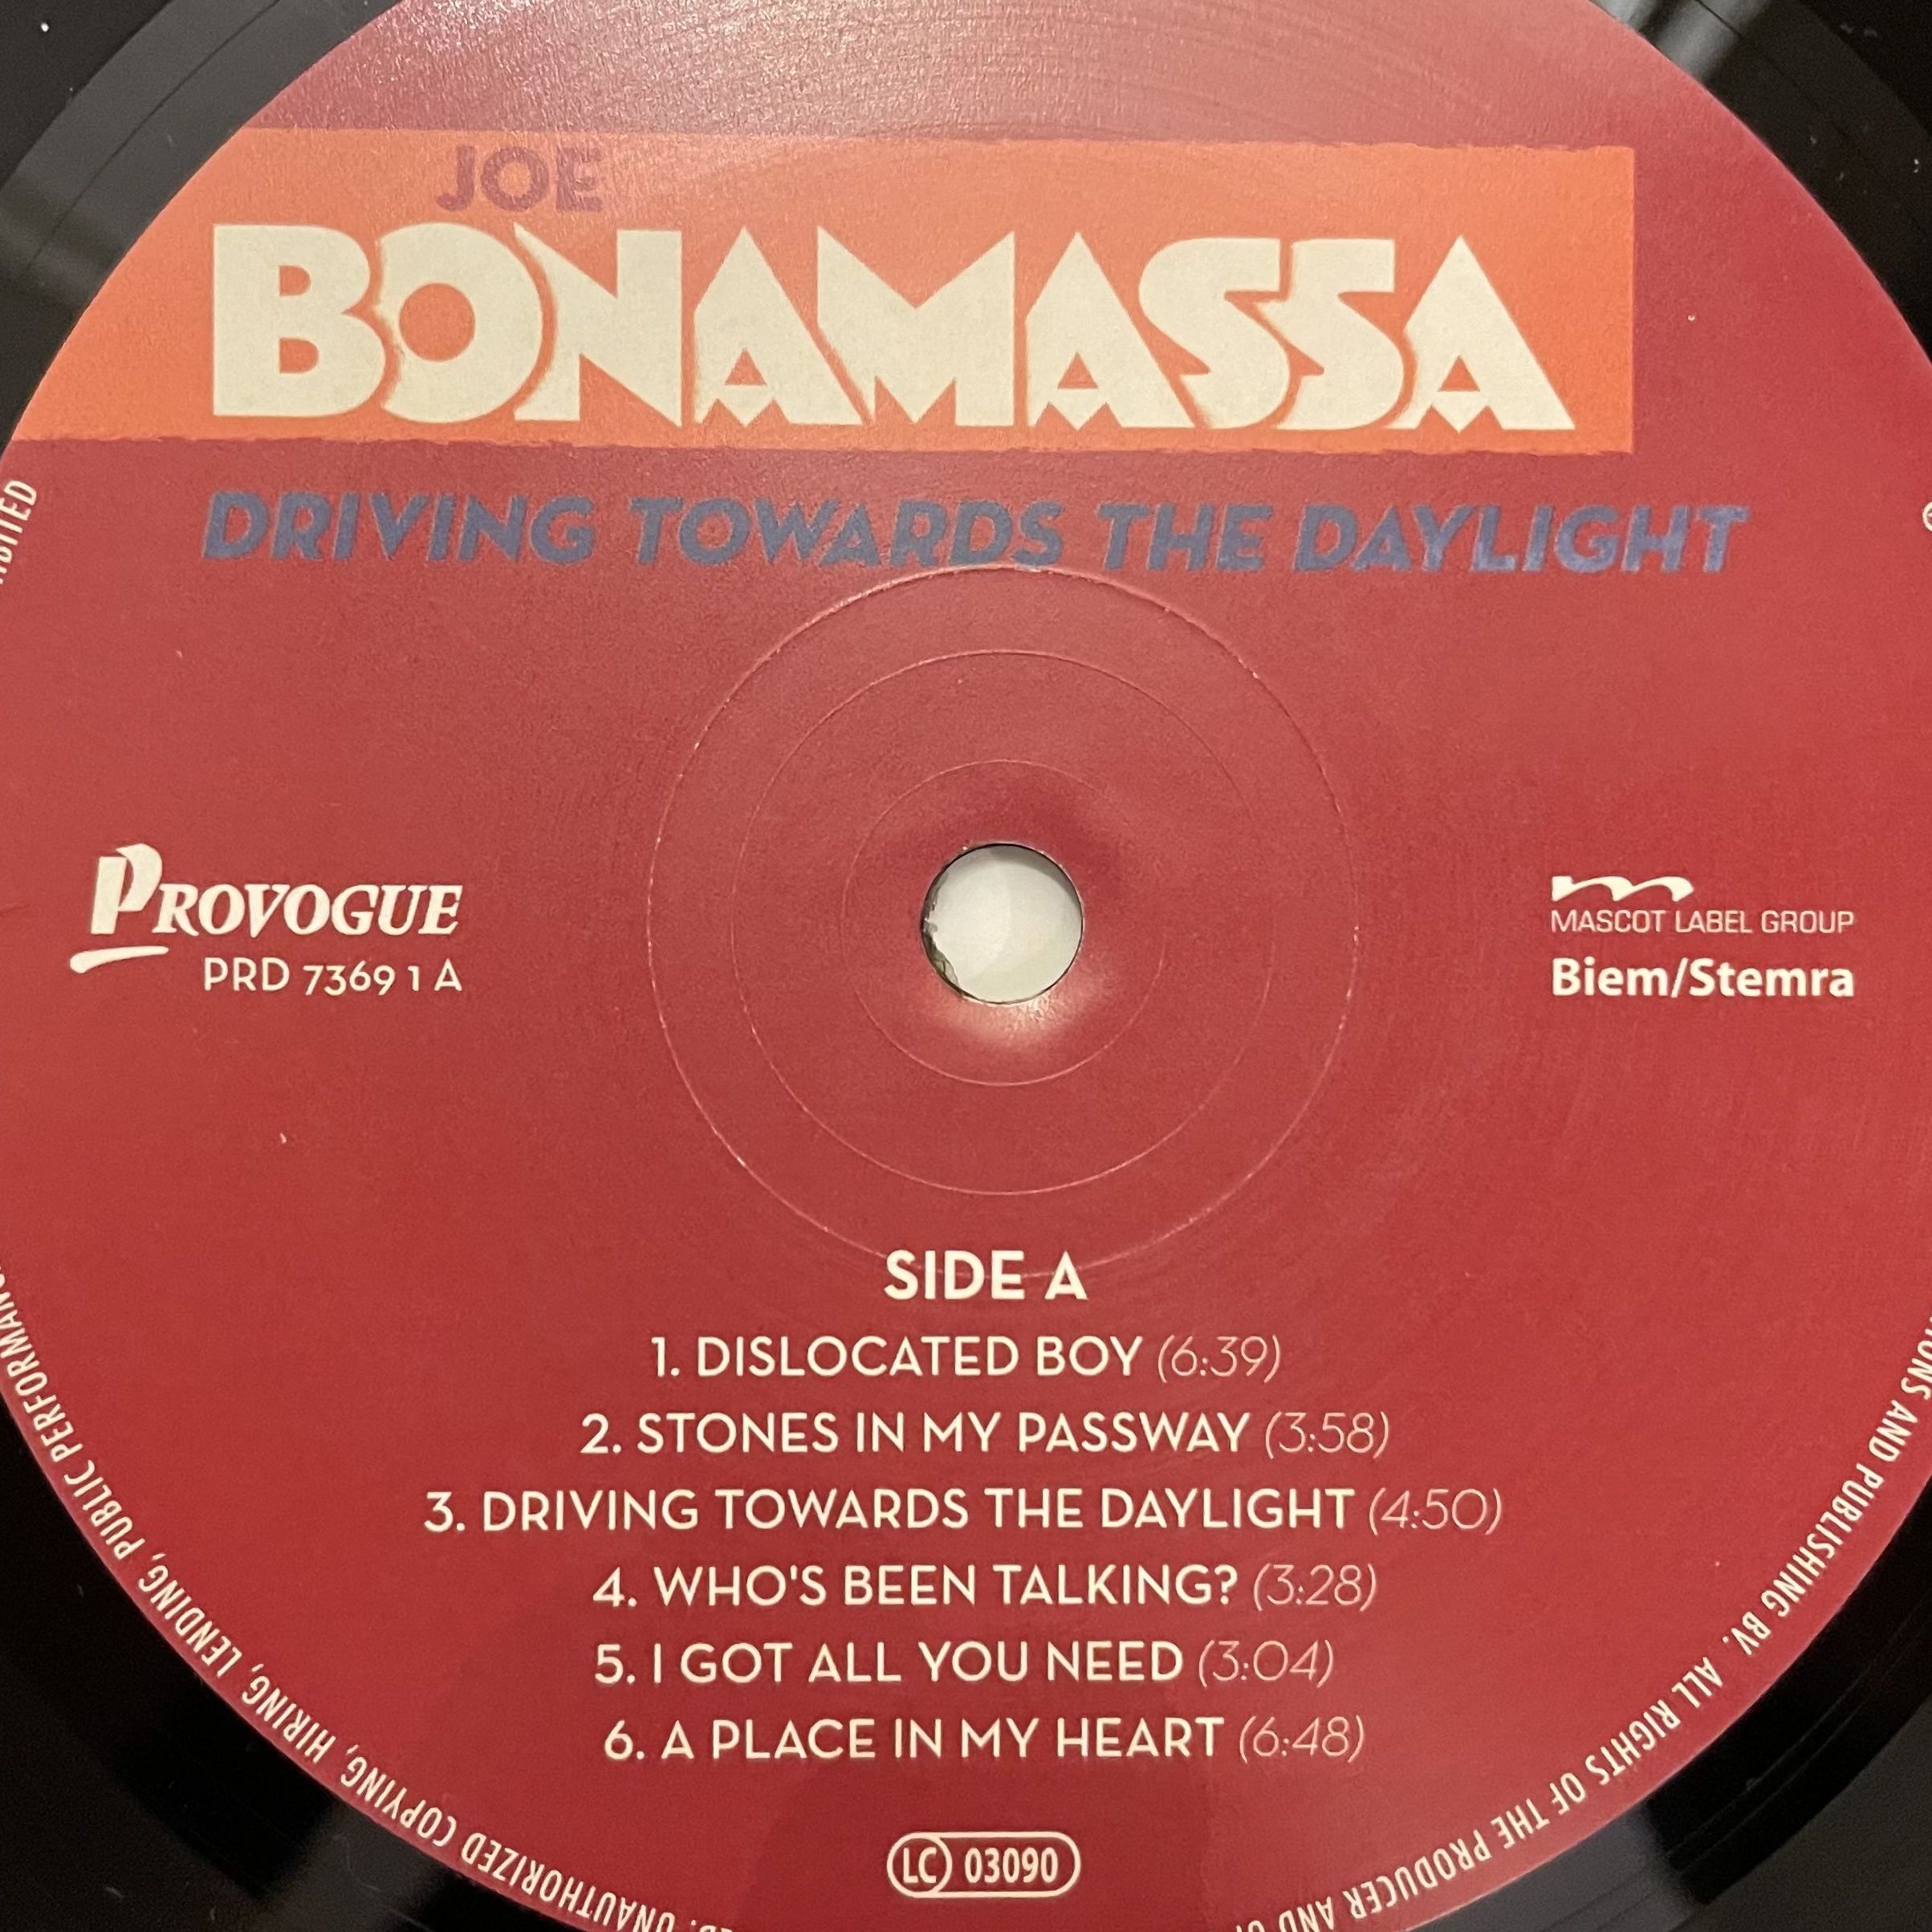 JOE
BONAMASSA
DRIVING TOWARDS THE DAYLIGHT
PROVOGUE
PRD 7369 1 A
MASCOT LABEL GROUP
Biem/Stemra
SIDE A
1. DISLOCATED BOY (6:39)
2. STONES IN MY PASSWAY (3:58)
3. DRIVING TOWARDS THE DAYLIGHT (4:50)
4. WHO'S BEEN TALKING? (3:28)
5. I GOT ALL YOU NEED (3:04)
6. A PLACE IN MY HEART (6:48)
LC 03090
AND PUBLISHING BV. ALL RIGHTS OF THE PRODUCER AND
UNAUTHORIZED COPYING, HIRING, LENDING, PUBLIC